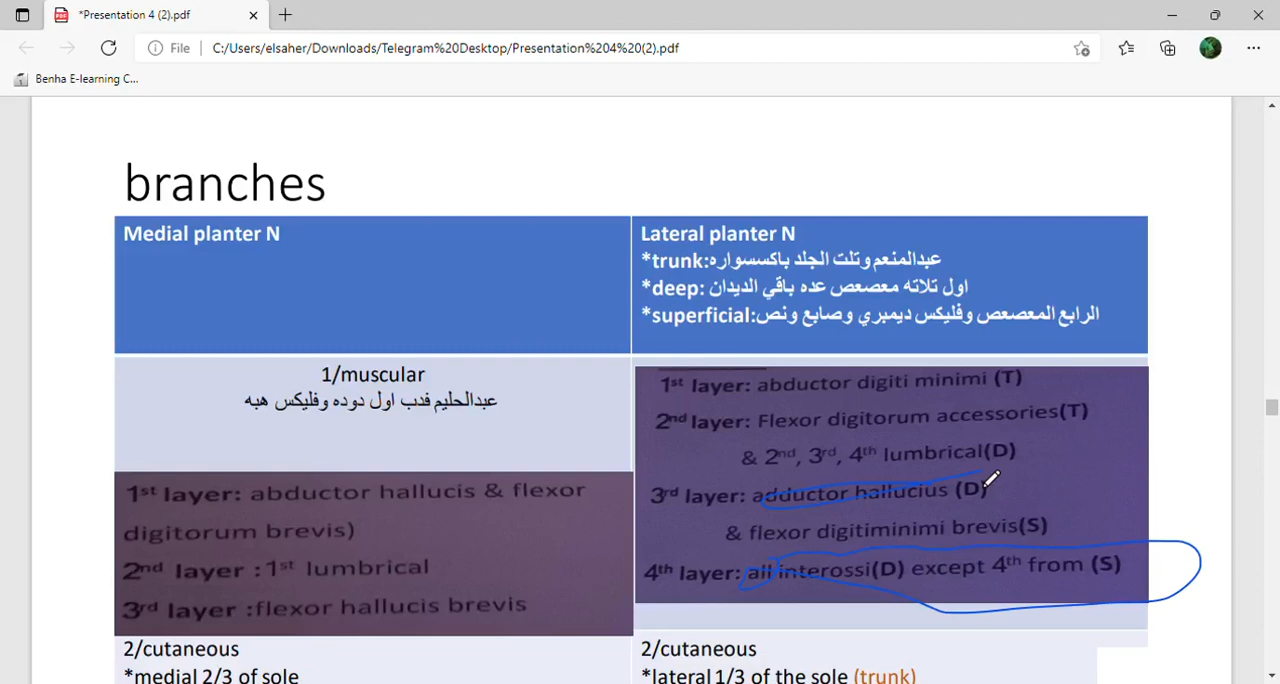 *Presentation 4 (2).pdf
File
C:/Users/elsaher/Downloads/Telegram%20Desktop/Presentation%204%20(2).pdf
Benha E-learning C...
branches
Medial planter N
Lateral planter N
*trunk:عبدالمنعم وتلت الجلد باكسسواره
*deep: اول تلاته معصعص عده باقي الديدان
*superficial:الرابع المعصعص وفليكس ديمبري وصابع ونص
1/muscular
عبدالحليم فدب اول دوده وفليكس هبه
1st layer: abductor hallucis & flexor
digitorum brevis)
2nd layer :1st lumbrical
3rd layer :flexor hallucis brevis
1st layer: abductor digiti minimi (T)
2nd layer: Flexor digitorum accessories(T)
& 2nd, 3rd, 4th lumbrical(D)
3rd layer: adductor hallucius (D)
& flexor digitiminimi brevis(S)
4th layer: all interossi(D) except 4th from (S)
2/cutaneous
*medial 2/3 of sole
2/cutaneous
*lateral 1/3 of the sole (trunk)